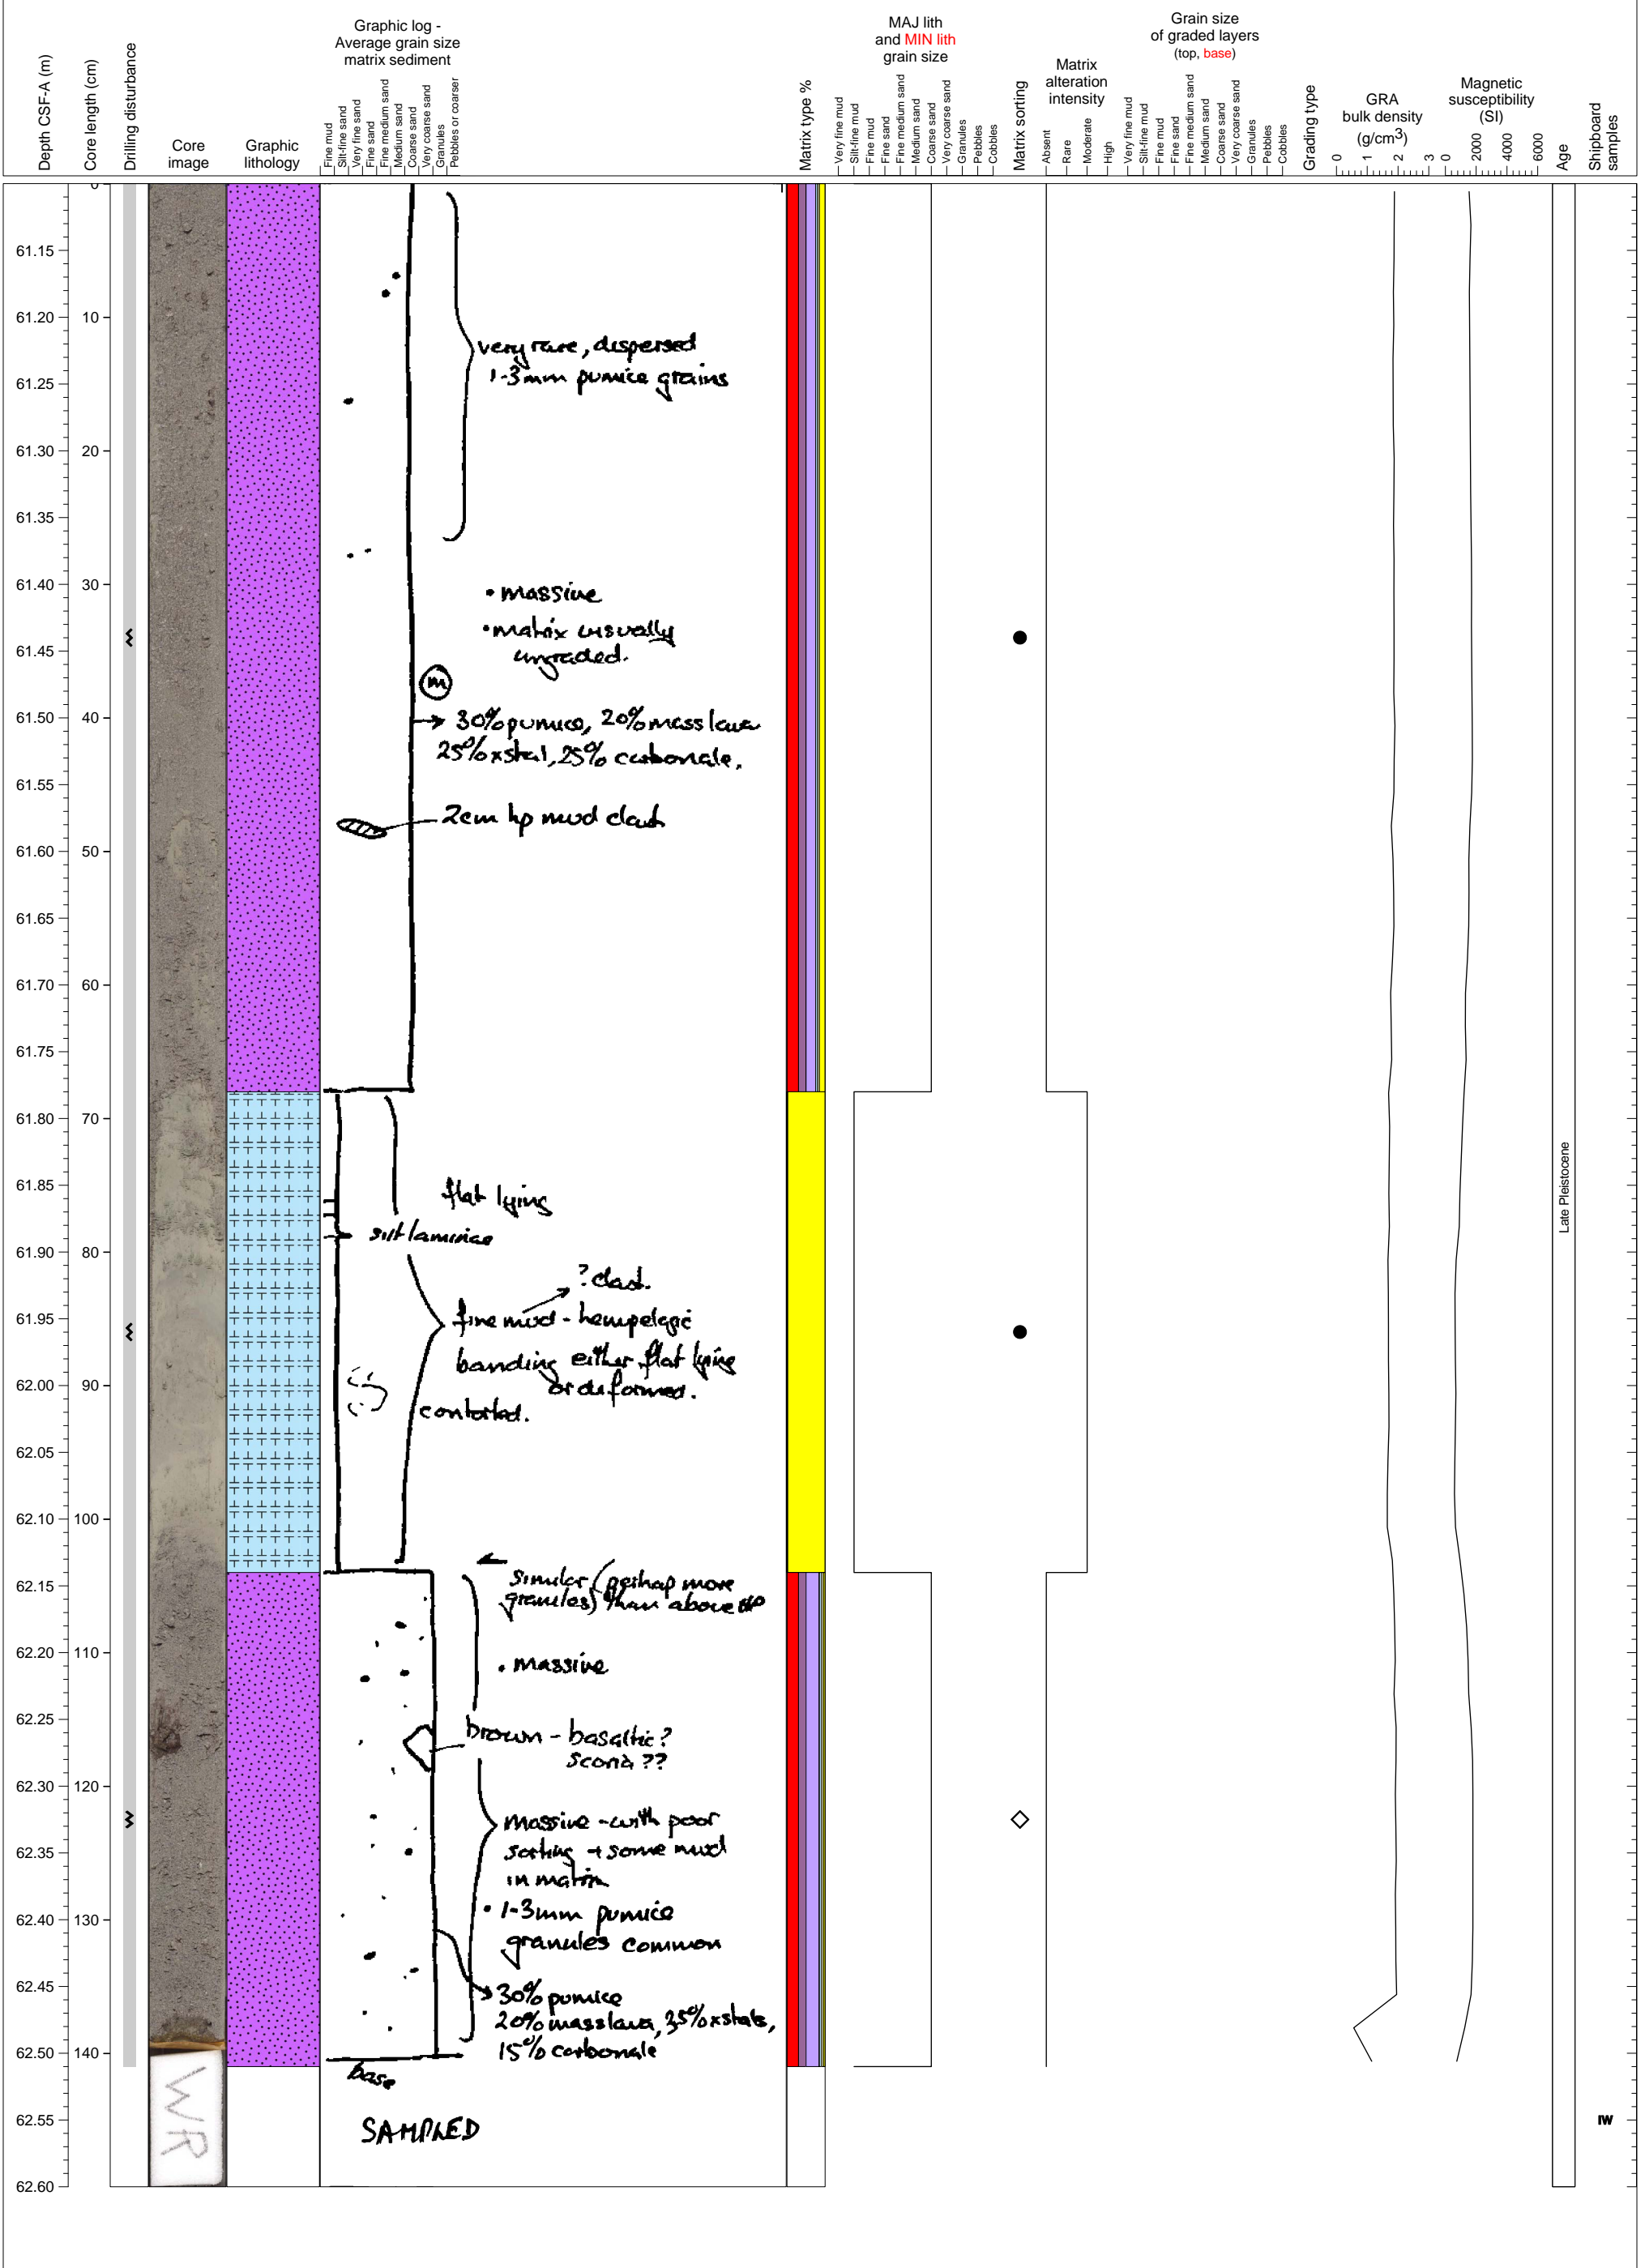 Depth CSF-A (m)
Core length (cm)
Drilling disturbance
Core
image
Graphic
lithology
Graphic log -
Average grain size
matrix sediment
Fine mud
Silt-fine sand
Very fine sand
Fine sand
Fine medium sand
Medium sand
Coarse sand
Very coarse sand
Granules
Pebbles or coarser
Matrix type %
MAJ lith
and MIN lith
grain size
Very fine mud
Silt-fine mud
Fine mud
Fine sand
Fine medium sand
Medium sand
Coarse sand
Very coarse sand
Granules
Pebbles
Cobbles
Matrix sorting
Matrix
alteration
intensity
Absent
Rare
Moderate
High
Grain size
of graded layers
(top, base)
Very fine mud
Silt-fine mud
Fine mud
Fine sand
Fine medium sand
Medium sand
Coarse sand
Very coarse sand
Granules
Pebbles
Cobbles
Grading type
GRA
bulk density
(g/cm3)
0 1 2 3
Magnetic
susceptibility
(SI)
0 2000 4000 6000
Age
Shipboard
samples
0
61.15
61.20 10
61.25
61.30 20
61.35
61.40 30
61.45
61.50 40
61.55
61.60 50
61.65
61.70 60
61.75
61.80 70
61.85
61.90 80
61.95
62.00 90
62.05
62.10 100
62.15
62.20 110
62.25
62.30 120
62.35
62.40 130
62.45
62.50 140
62.55
62.60
very rare, dispersed
1-3mm pumice grains
• massive
• matrix usually
ungraded.
m
30% pumice, 20% mass lava
25% xstal, 25% carbonate.
2cm hp mud clast
flat lying
silt laminae
? clast.
fine mud - hempelagic
banding either flat lying
or deformed.
contorted.
similar (perhap more
granules) than above
• massive
brown - basaltic?
scoria ??
massive - with poor
sorting + some mud
in matrix
• 1-3mm pumice
granules common
30% pumice
20% mass lava, 35% xstals,
15% carbonate
base
SAMPLED
WR
Late Pleistocene
IW